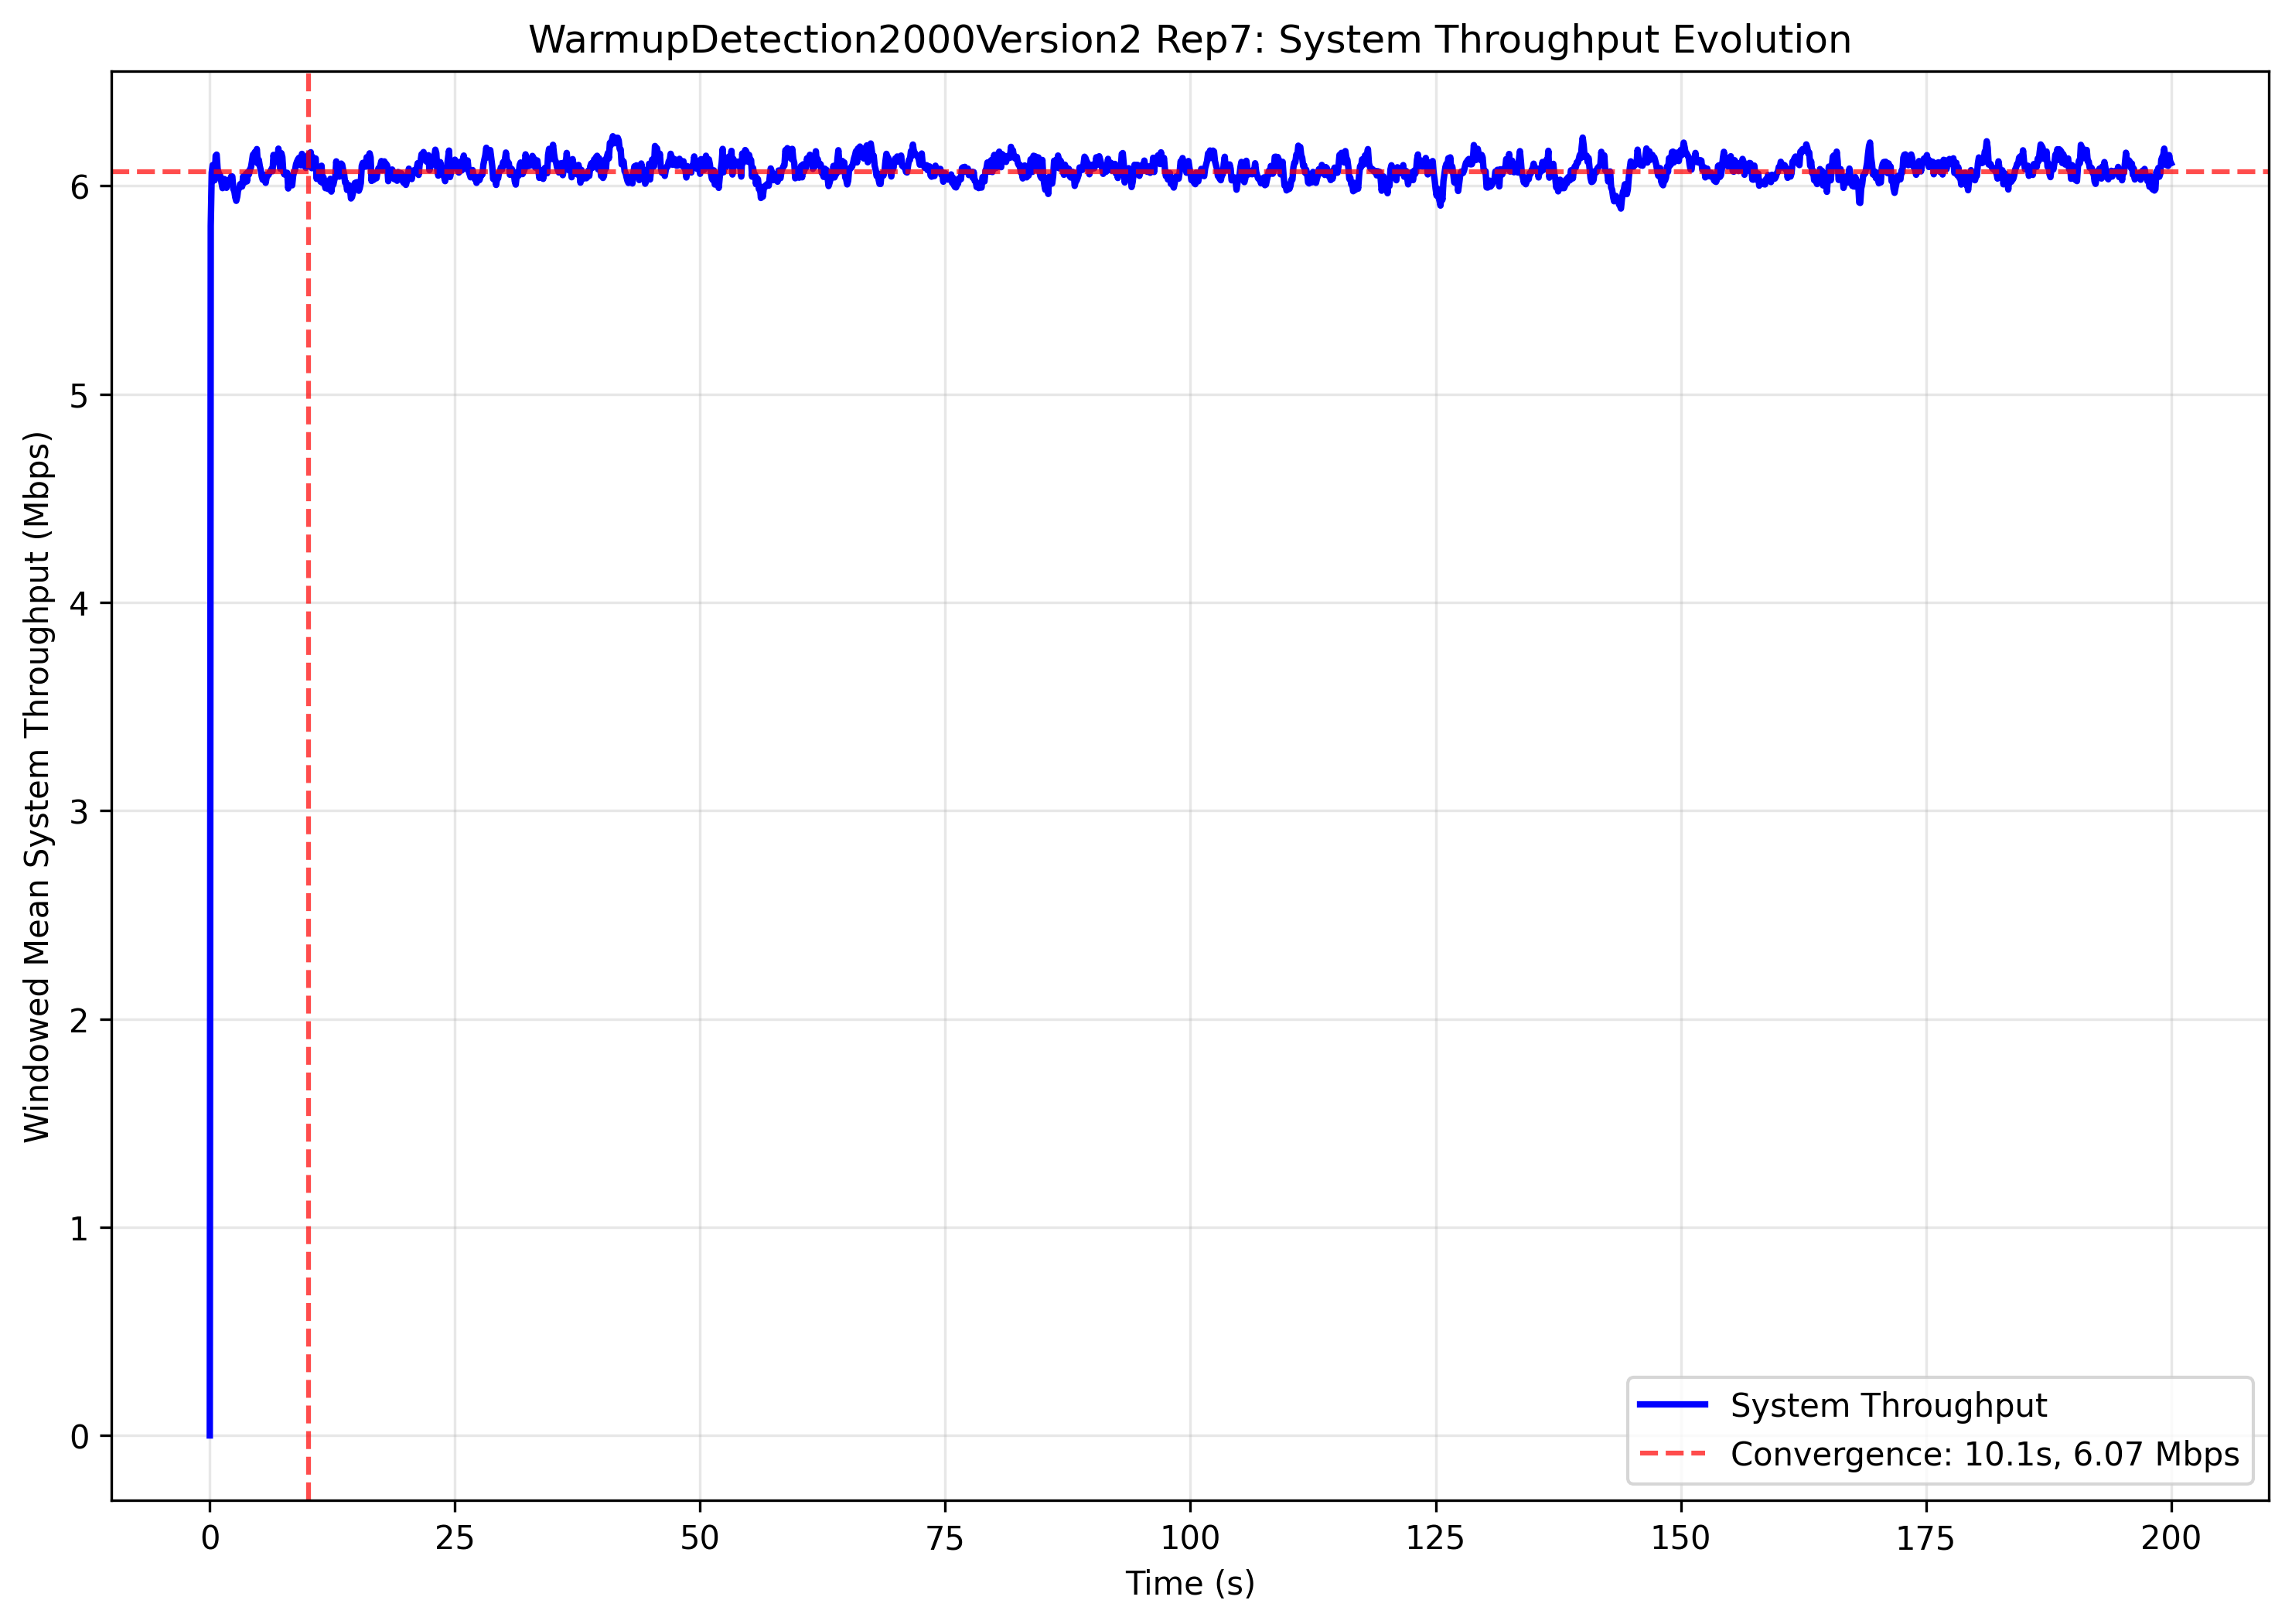 WarmupDetection2000Version2 Rep7: System Throughput Evolution
Windowed Mean System Throughput (Mbps)
6
5
4
3
2
1
0
0 25 50 75 100 125 150 175 200
Time (s)
System Throughput
Convergence: 10.1s, 6.07 Mbps